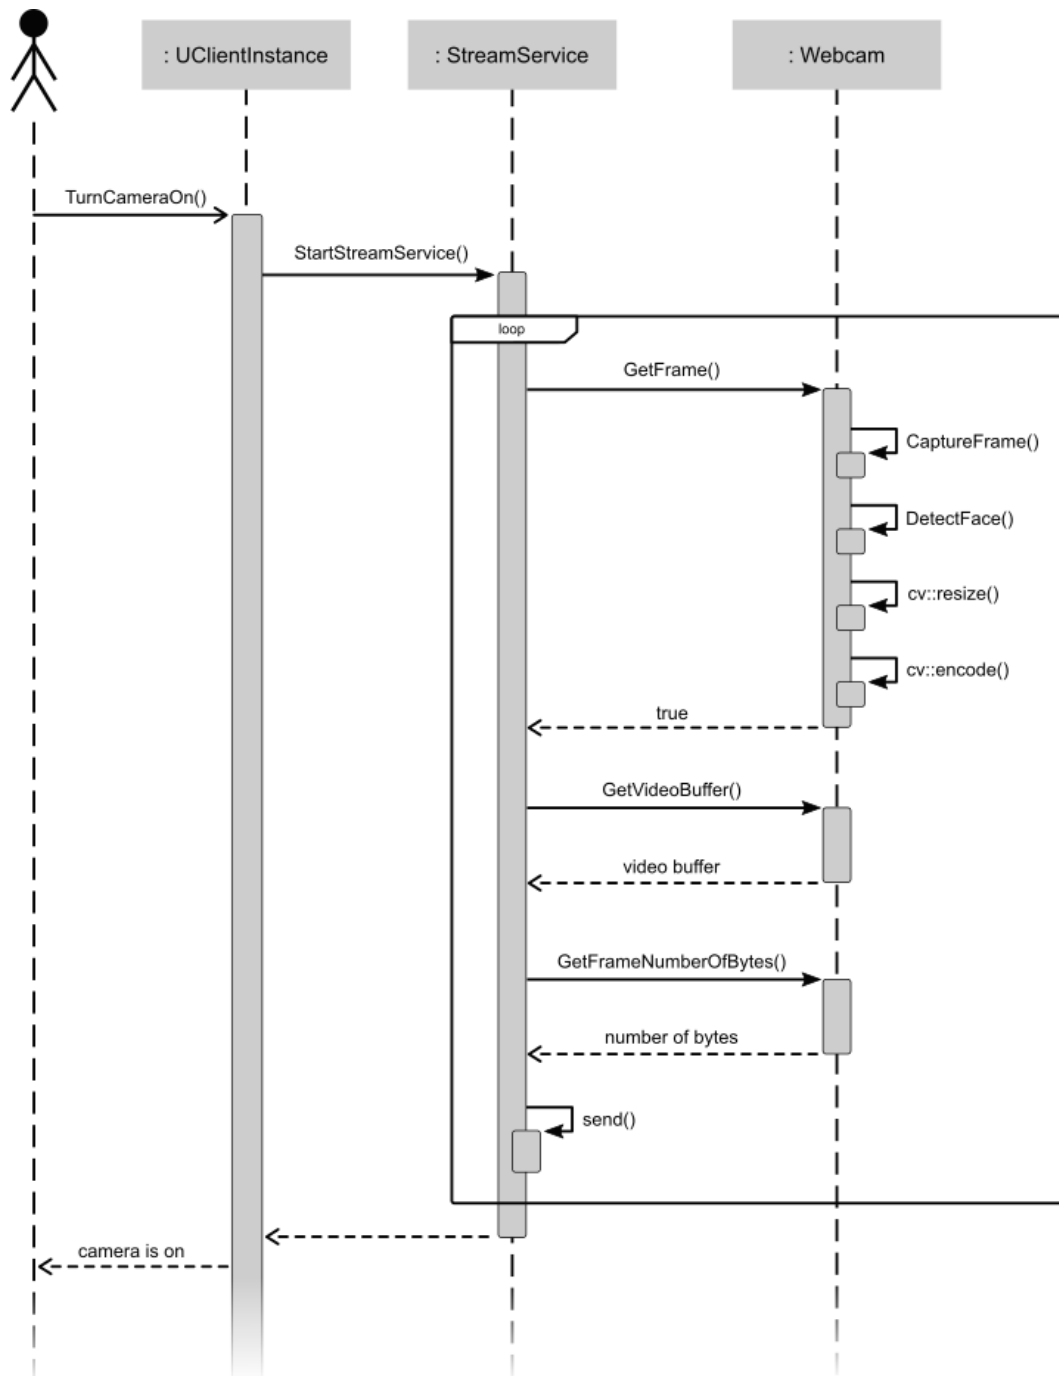 : UClientInstance
: StreamService
: Webcam
TurnCameraOn()
StartStreamService()
loop
GetFrame()
CaptureFrame()
DetectFace()
cv::resize()
cv::encode()
true
GetVideoBuffer()
video buffer
GetFrameNumberOfBytes()
number of bytes
send()
camera is on